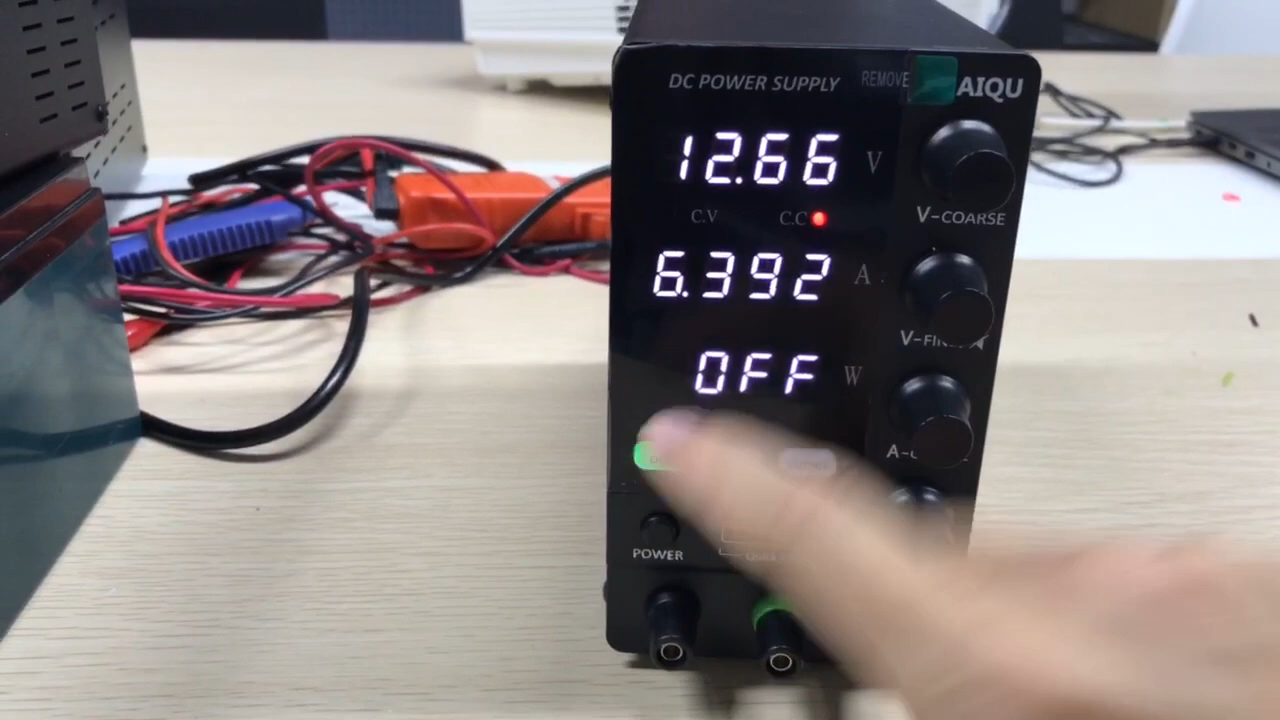 DC POWER SUPPLY REMOVE AIQU
12.66 V
C.V C.C
V-COARSE
6.392 A
OFF W
POWER